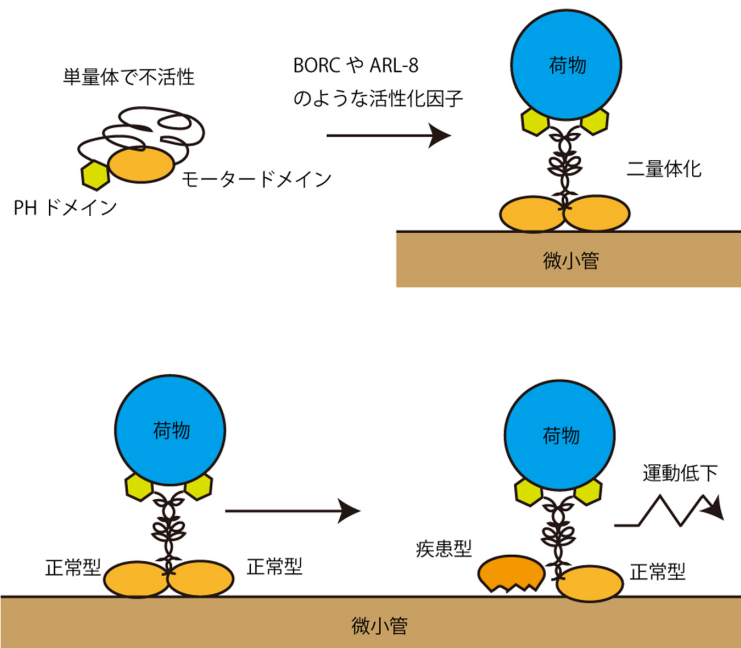 単量体で不活性
PH ドメイン
モータードメイン
BORC や ARL-8
のような活性化因子
荷物
二量体化
微小管
荷物
正常型
正常型
荷物
疾患型
正常型
運動低下
微小管